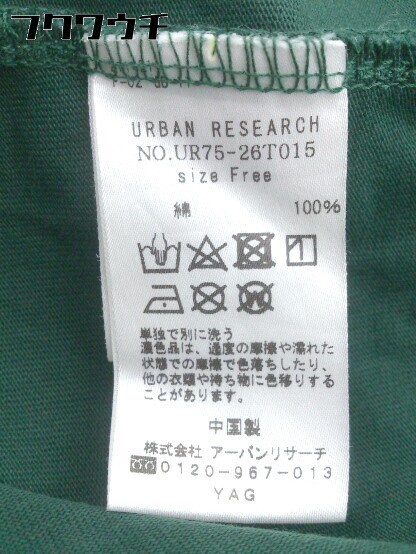 フクワウチ
URBAN RESEARCH
NO.UR75-26T015
size Free
綿 100%
単独で別に洗う
濃色品は、過度の摩擦や濡れた
状態での摩擦で色落ちしたり、
他の衣類や持ち物に色移りする
ことがあります。
中国製
株式会社 アーバンリサーチ
0120-967-013
YAG